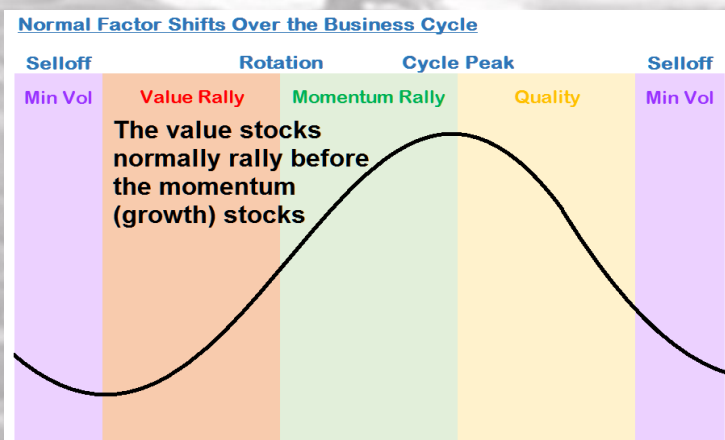 Normal Factor Shifts Over the Business Cycle
Selloff Rotation Cycle Peak Selloff
Min Vol Value Rally Momentum Rally Quality Min Vol
The value stocks
normally rally before
the momentum
(growth) stocks